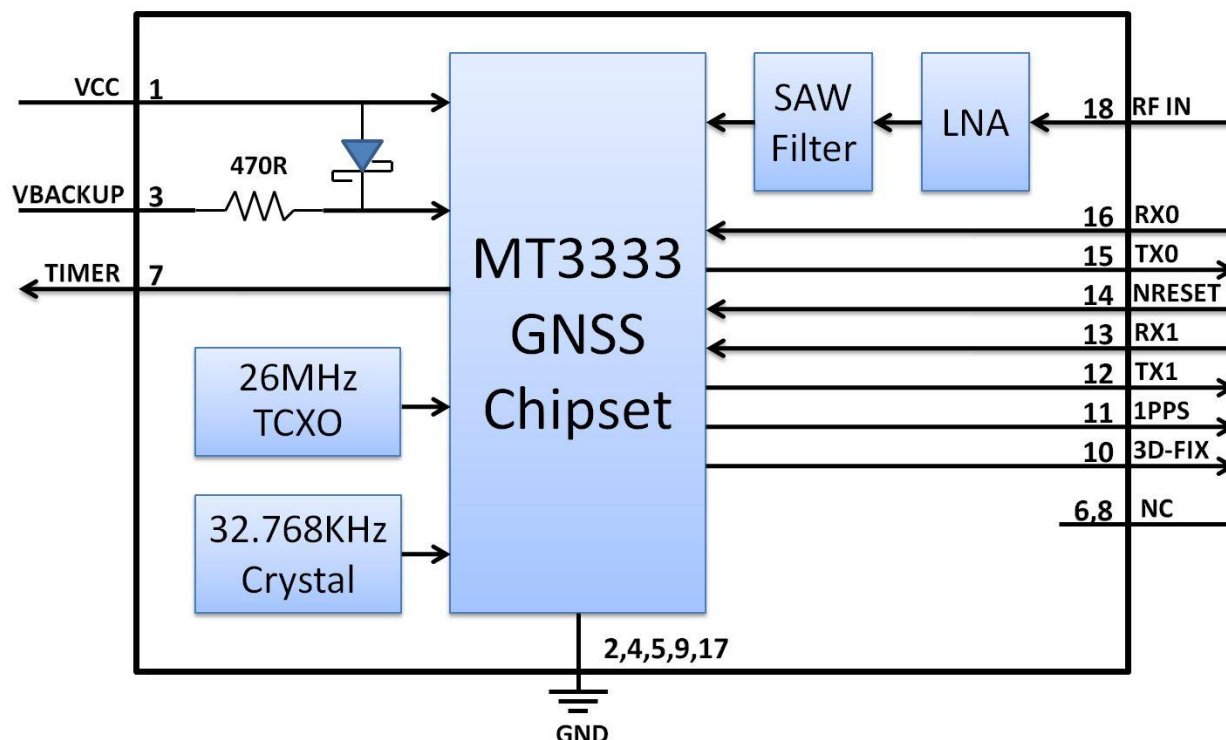 VCC 1
470R
VBACKUP 3
TIMER 7
26MHz
TCXO
32.768KHz
Crystal
MT3333
GNSS
Chipset
SAW
Filter
LNA
18 RF IN
16 RX0
15 TX0
14 NRESET
13 RX1
12 TX1
11 1PPS
10 3D-FIX
6,8 NC
2,4,5,9,17
GND